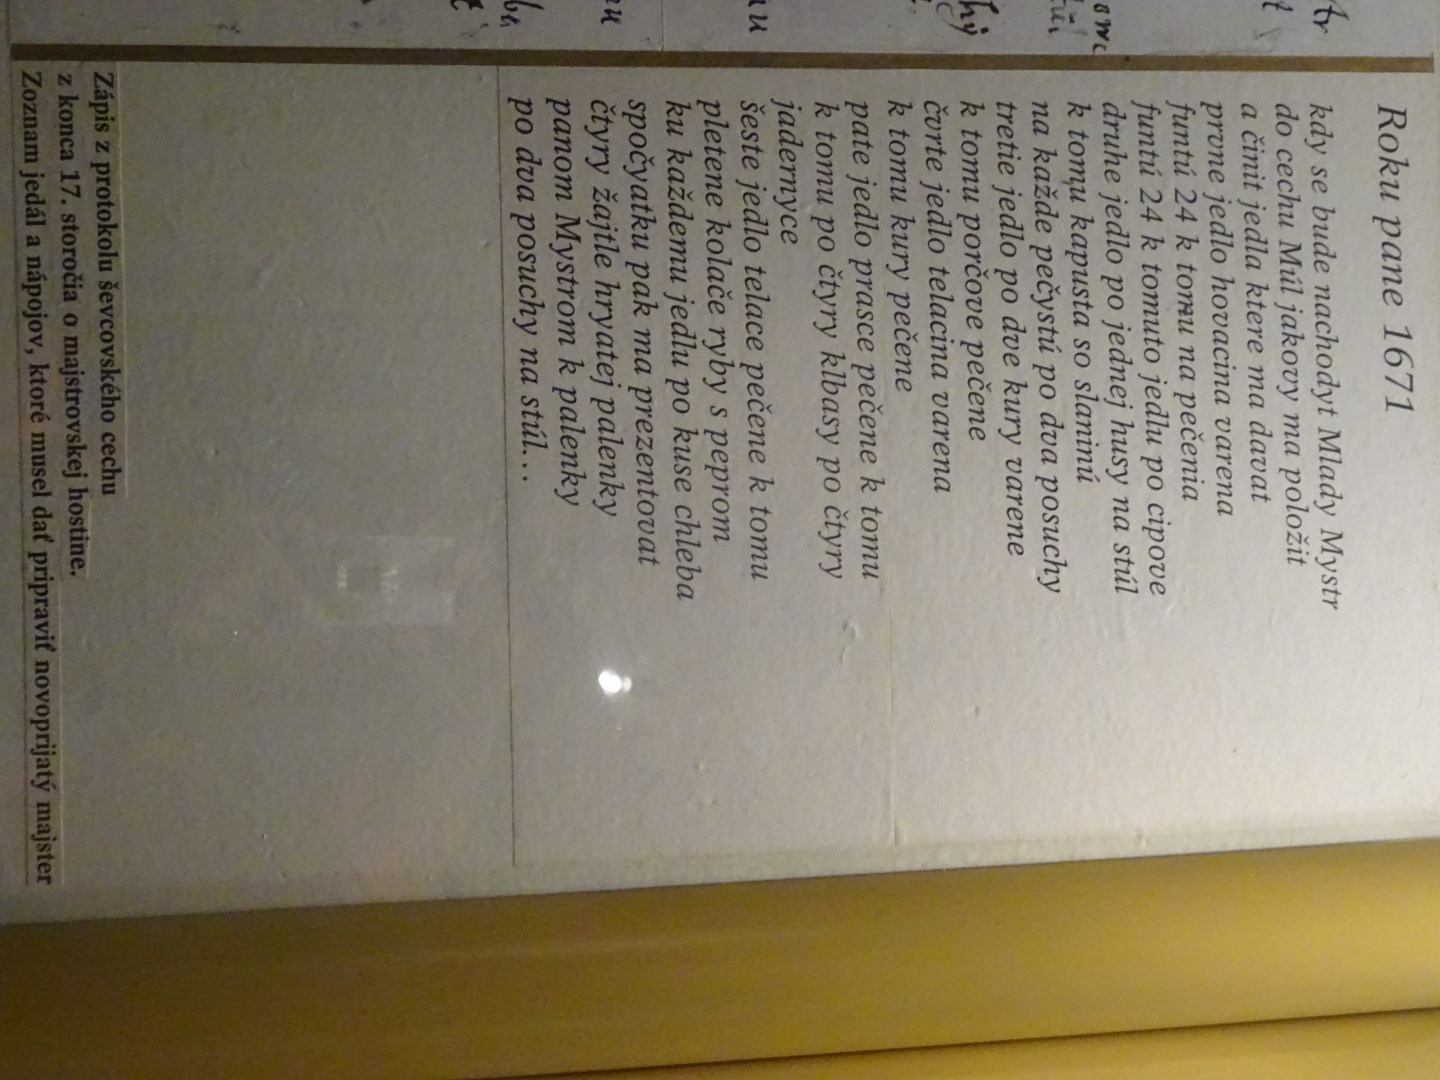 Roku pane 1671
kdy se bude nachodyt Mlady Mystr
do cechu Múl jakovy ma položit
a činit jedla ktere ma davat
prvne jedlo hovacina varena
funtú 24 k tomu na pečenia
funtú 24 k tomuto jedlu po cipove
druhe jedlo po jednej husy na stúl
k tomu kapusta so slaninú
na každe pečystú po dva posuchy
tretie jedlo po dve kury varene
k tomu porčove pečene
čvrte jedlo telacina varena
k tomu kury pečene
pate jedlo prasce pečene k tomu
k tomu po čtyry klbasy po čtyry
jadernyce
šeste jedlo telace pečene k tomu
pletene kolače ryby s peprom
ku každemu jedlu po kuse chleba
spočyatku pak ma prezentovat
čtyry žajtle hryatej palenky
panom Mystrom k palenky
po dva posuchy na stúl...
Zápis z protokolu ševcovského cechu
z konca 17. storočia o majstrovskej hostine.
Zoznam jedál a nápojov, ktoré musel dať pripraviť novoprijatý majster